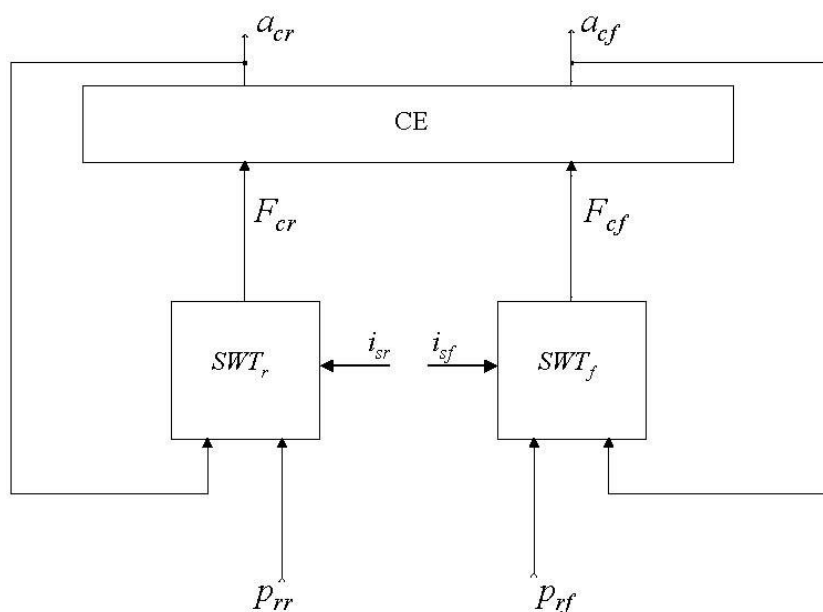 a_cr a_cf
CE
F_cr F_cf
SWT_r i_sr i_sf SWT_f
p_rr p_rf